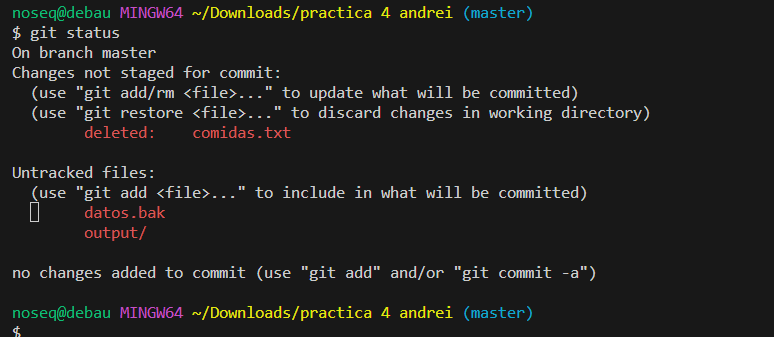 noseq@debau MINGW64 ~/Downloads/practica 4 andrei (master)
$ git status
On branch master
Changes not staged for commit:
  (use "git add/rm <file>..." to update what will be committed)
  (use "git restore <file>..." to discard changes in working directory)
        deleted:    comidas.txt

Untracked files:
  (use "git add <file>..." to include in what will be committed)
        datos.bak
        output/

no changes added to commit (use "git add" and/or "git commit -a")

noseq@debau MINGW64 ~/Downloads/practica 4 andrei (master)
$